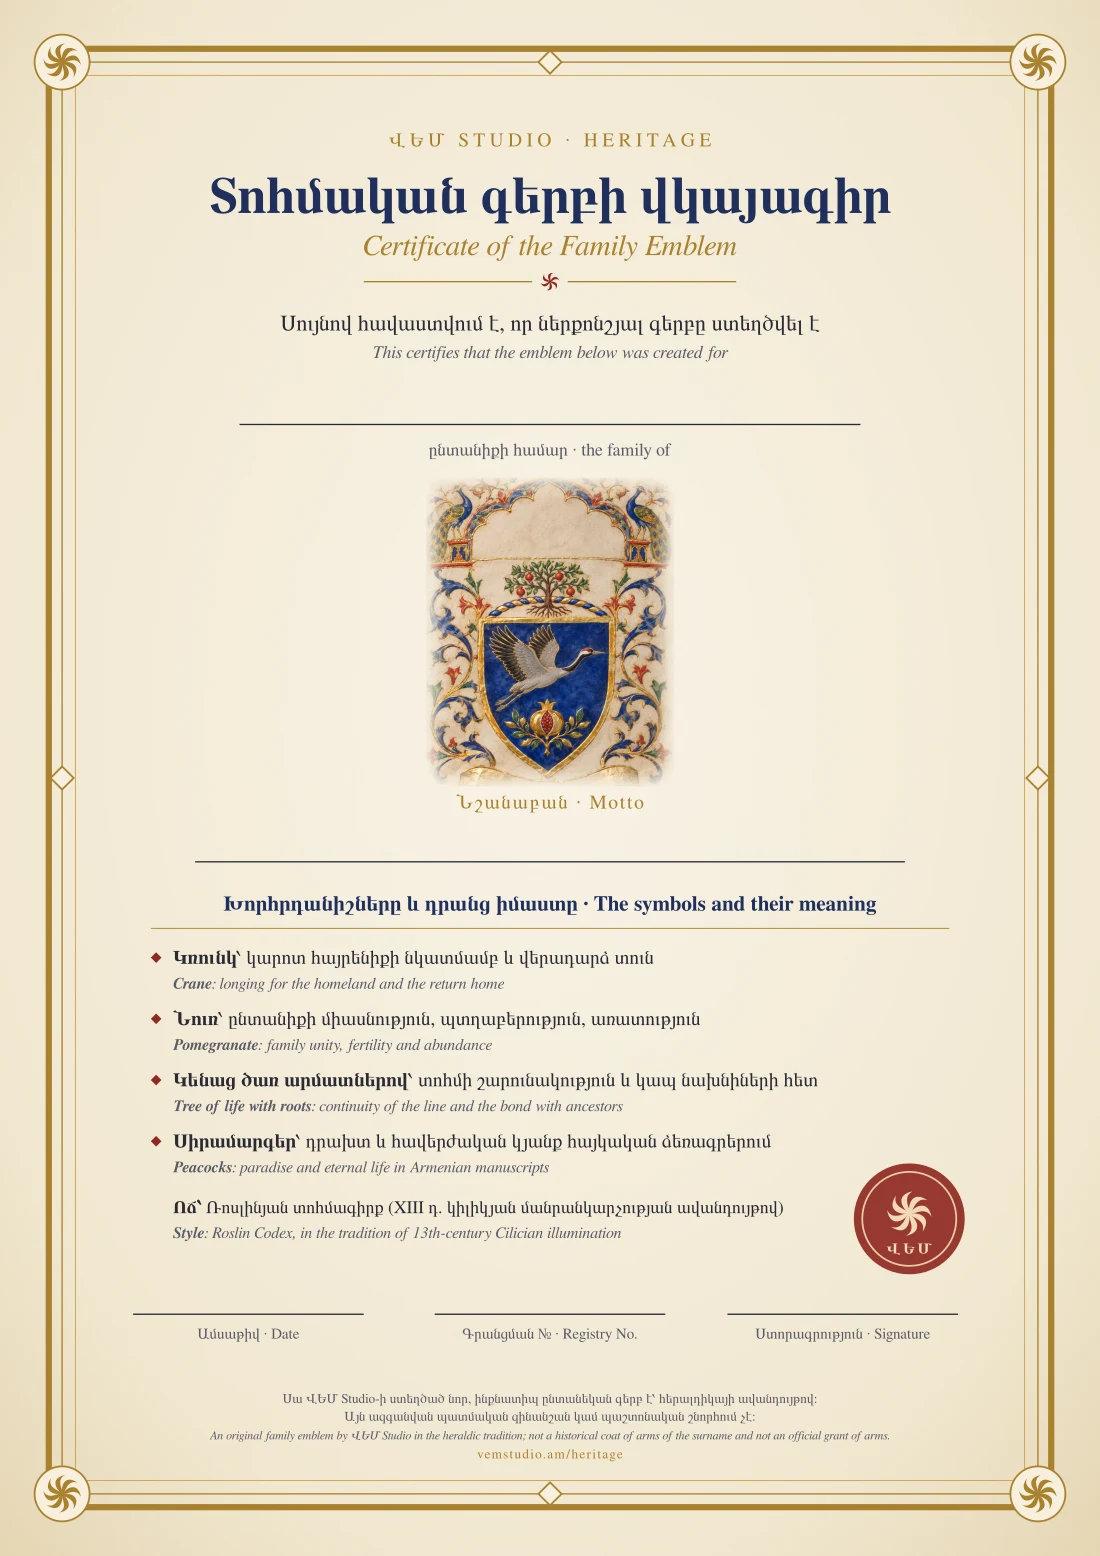 ՎԵՄ STUDIO · HERITAGE
Տոհմական գերբի վկայագիր
Certificate of the Family Emblem
Սույնով հավաստվում է, որ ներքոնշյալ գերբը ստեղծվել է
This certifies that the emblem below was created for
ընտանիքի համար · the family of
Նշանաբան · Motto
Խորհրդանիշները և դրանց իմաստը · The symbols and their meaning
Կռունկ՝ կարոտ հայրենիքի նկատմամբ և վերադարձ տուն
Crane: longing for the homeland and the return home
Նուռ՝ ընտանիքի միասնություն, պտղաբերություն, առատություն
Pomegranate: family unity, fertility and abundance
Կենաց ծառ արմատներով՝ տոհմի շարունակություն և կապ նախնիների հետ
Tree of life with roots: continuity of the line and the bond with ancestors
Սիրամարգեր՝ դրախտ և հավերժական կյանք հայկական ձեռագրերում
Peacocks: paradise and eternal life in Armenian manuscripts
Ոճ՝ Ռոսլինյան տոհմագիրք (XIII դ. կիլիկյան մանրանկարչության ավանդույթով)
Style: Roslin Codex, in the tradition of 13th-century Cilician illumination
ՎԵՄ
Ամսաթիվ · Date
Գրանցման № · Registry No.
Ստորագրություն · Signature
Սա ՎԵՄ Studio-ի ստեղծած նոր, ինքնատիպ ընտանեկան գերբ է՝ հերալդիկայի ավանդույթով:
Այն ազգանվան պատմական զինանշան կամ պաշտոնական շնորհում չէ:
An original family emblem by ՎԵՄ Studio in the heraldic tradition; not a historical coat of arms of the surname and not an official grant of arms.
vemstudio.am/heritage